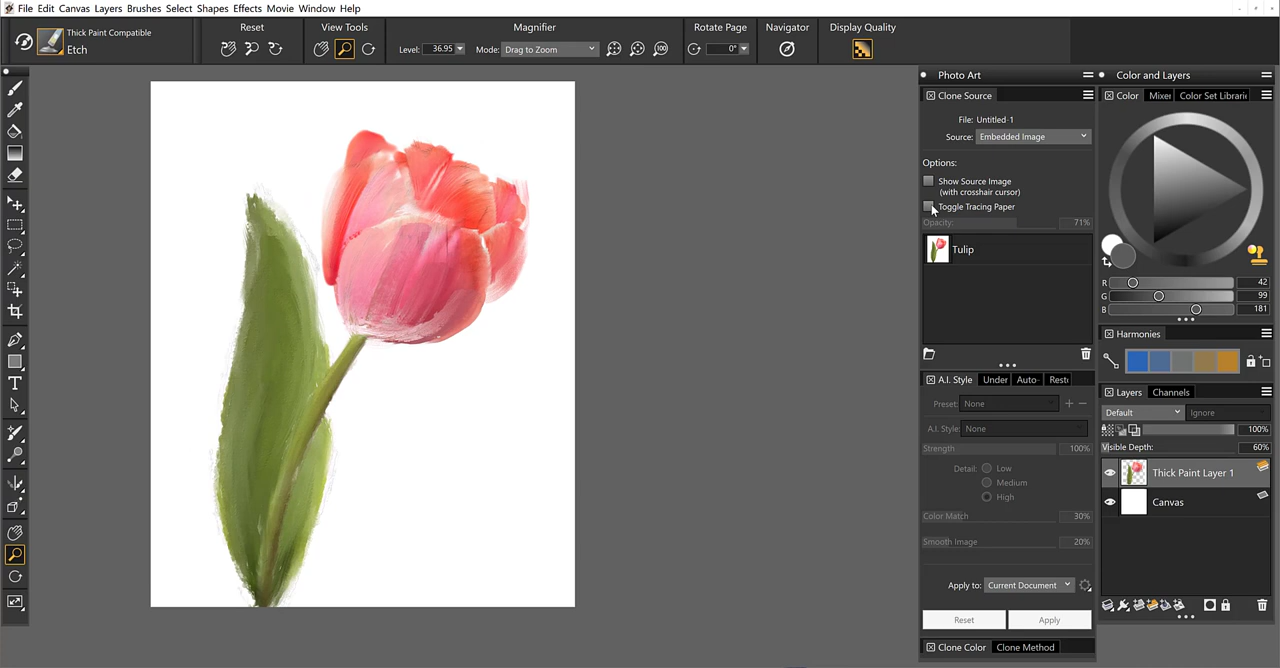 File Edit Canvas Layers Brushes Select Shapes Effects Movie Window Help
Thick Paint Compatible
Etch
Reset
View Tools
Magnifier
Level: 36.95
Mode: Drag to Zoom
100
Rotate Page
0°
Navigator
Display Quality
Photo Art
Clone Source
File: Untitled-1
Source: Embedded Image
Options:
Show Source Image
(with crosshair cursor)
Toggle Tracing Paper
Opacity: 71%
Tulip
A.I. Style Under Auto- Rest
Preset: None
A.I. Style: None
Strength 100%
Detail: Low
Medium
High
Color Match 30%
Smooth Image 20%
Apply to: Current Document
Reset Apply
Clone Color Clone Method
Color and Layers
Color Mixer Color Set Librari
R 42
G 99
B 181
Harmonies
Layers Channels
Default Ignore
100%
Visible Depth: 60%
Thick Paint Layer 1
Canvas
T